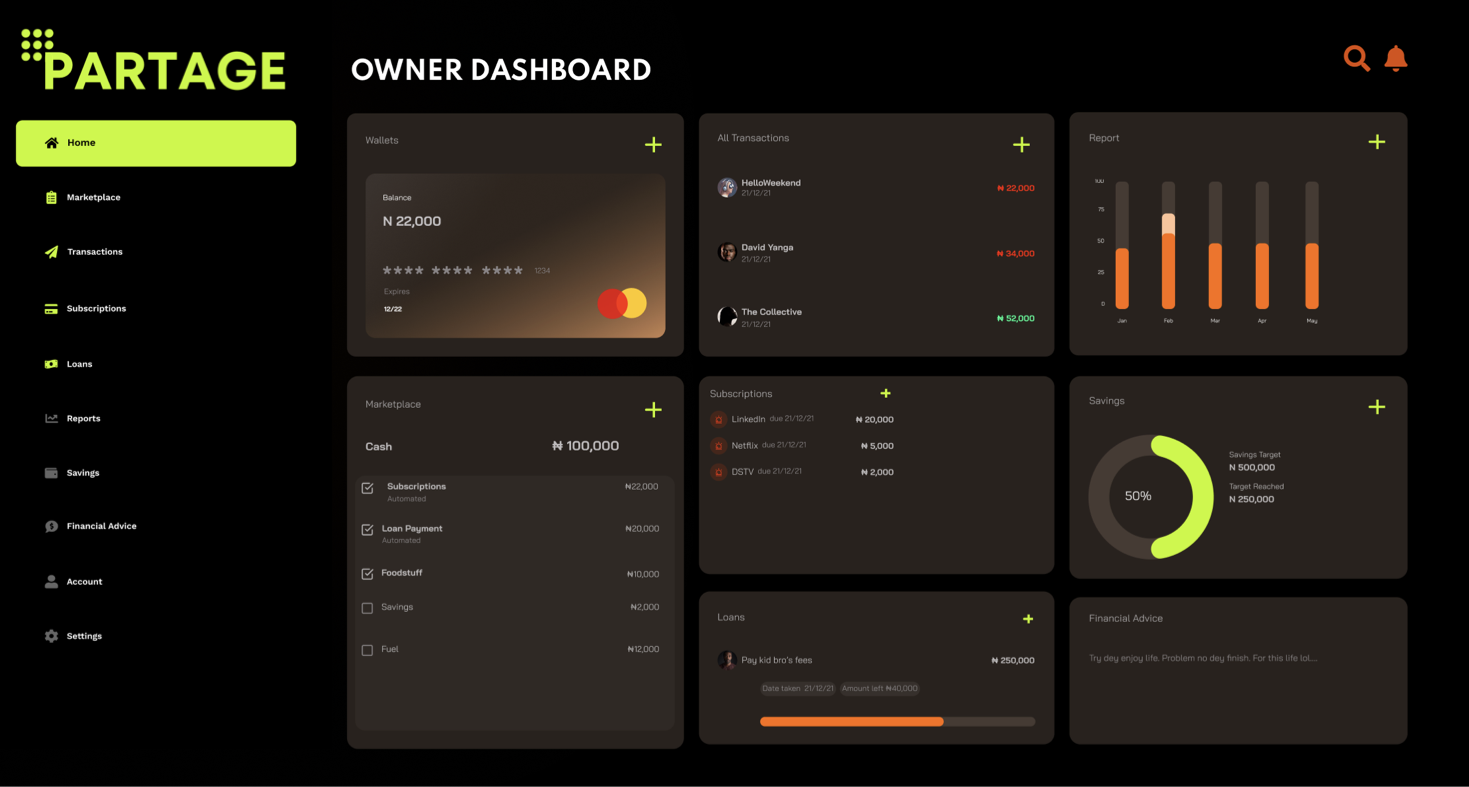 PARTAGE
OWNER DASHBOARD
Home
Marketplace
Transactions
Subscriptions
Loans
Reports
Savings
Financial Advice
Account
Settings
Wallets
Balance
N 22,000
**** **** **** 1234
Expires
12/22
All Transactions
HelloWeekend
₦ 22,000
21/12/21
David Yanga
₦ 34,000
21/12/21
The Collective
₦ 52,000
21/12/21
Report
100
75
50
25
0
Jan Feb Mar Apr May
Marketplace
Cash ₦ 100,000
Subscriptions ₦22,000
Automated
Loan Payment ₦20,000
Automated
Foodstuff ₦10,000
Savings ₦2,000
Fuel ₦12,000
Subscriptions
LinkedIn due 21/12/21 ₦ 20,000
Netflix due 21/12/21 ₦ 5,000
DSTV due 21/12/21 ₦ 2,000
Savings
50%
Savings Target
N 500,000
Target Reached
N 250,000
Loans
Pay kid bro's fees ₦ 250,000
Date taken 21/12/21 Amount left ₦40,000
Financial Advice
Try dey enjoy life. Problem no dey finish. For this life lol....